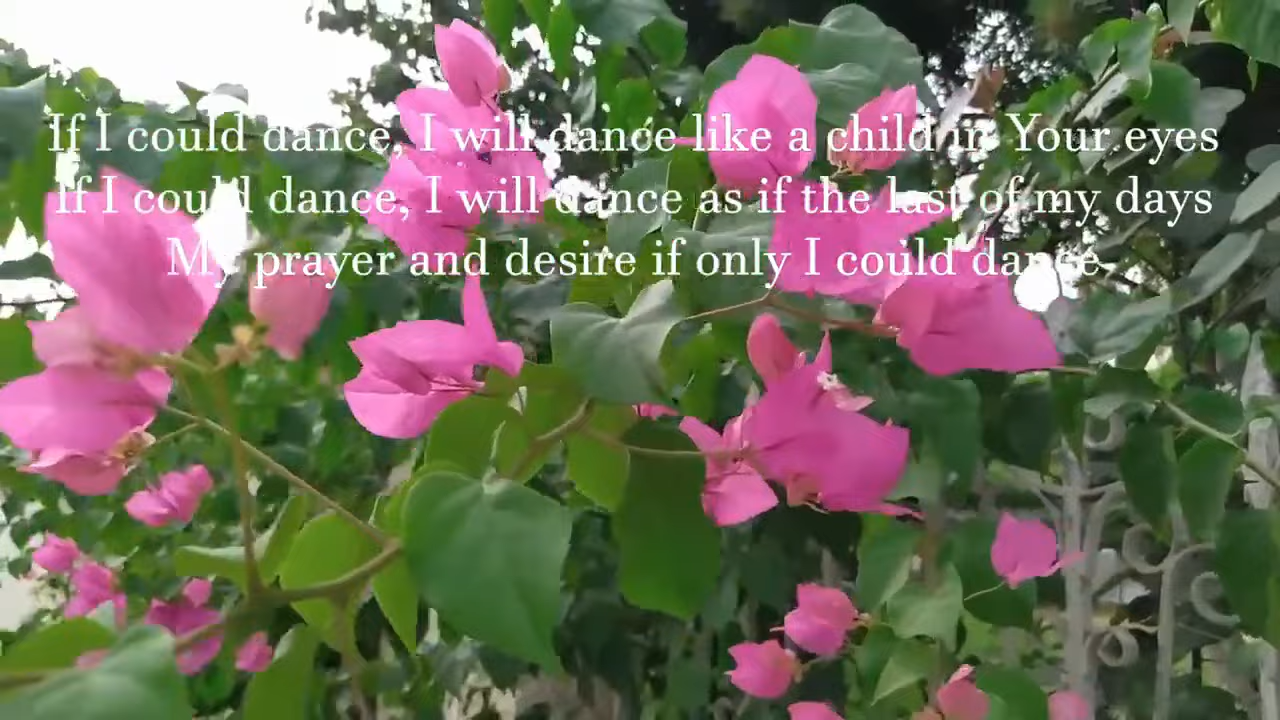 If I could dance, I will dance like a child in Your eyes
If I could dance, I will dance as if the last of my days
My prayer and desire if only I could dance